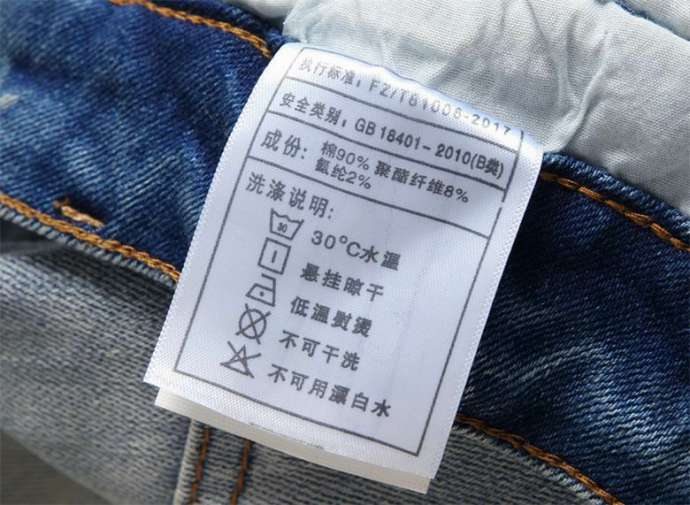 执行标准: FZ/T81006-2017
安全类别: GB 18401-2010(B类)
成份: 棉90% 聚酯纤维8%
氨纶2%
洗涤说明:
30 30°C水温
悬挂晾干
低温熨烫
不可干洗
不可用漂白水